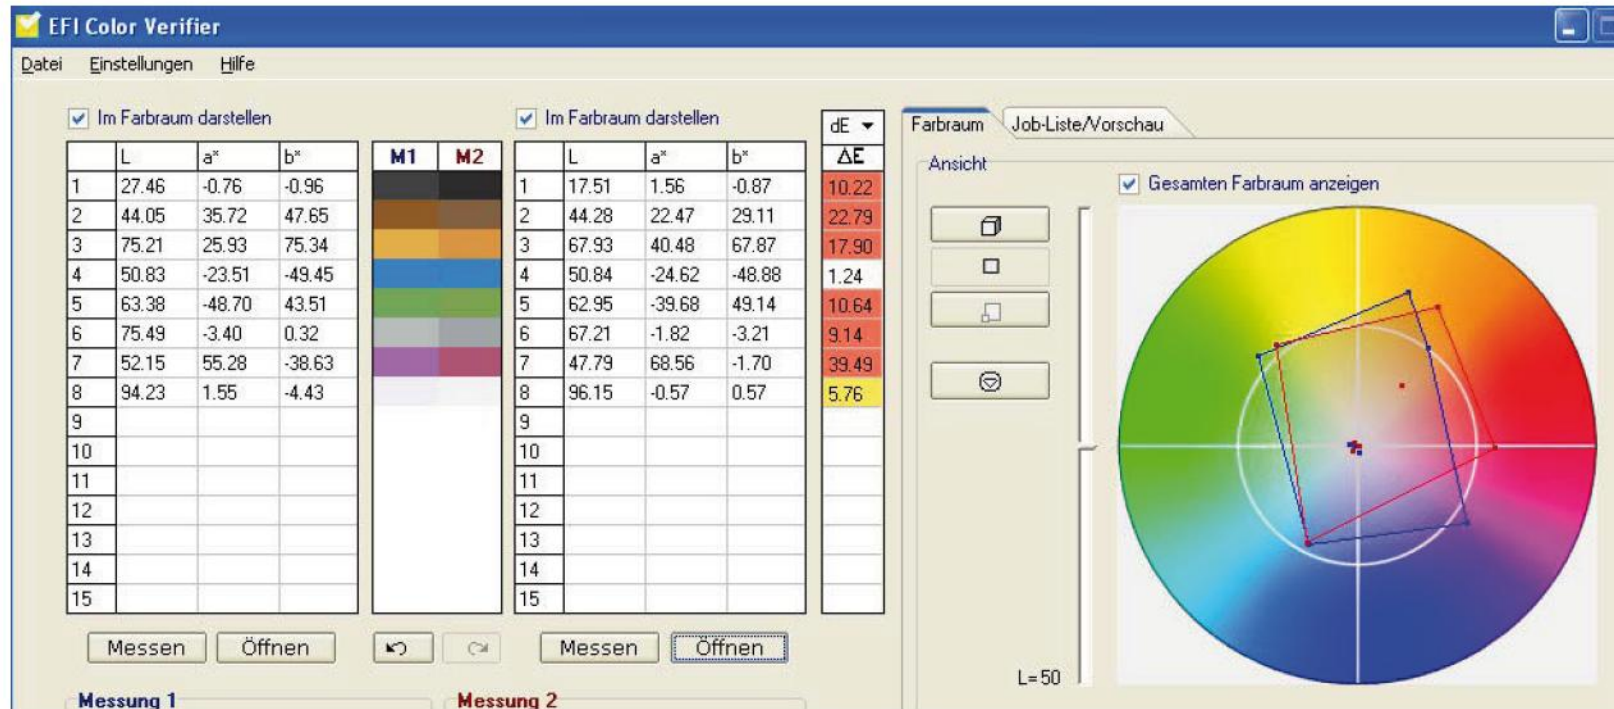 EFI Color Verifier
Datei Einstellungen Hilfe
Im Farbraum darstellen Im Farbraum darstellen dE Farbraum Job-Liste/Vorschau
L a* b* M1 M2 L a* b* ΔE
Ansicht
Gesamten Farbraum anzeigen
1 27.46 -0.76 -0.96 1 17.51 1.56 -0.87 10.22
2 44.05 35.72 47.65 2 44.28 22.47 29.11 22.79
3 75.21 25.93 75.34 3 67.93 40.48 67.87 17.90
4 50.83 -23.51 -49.45 4 50.84 -24.62 -48.88 1.24
5 63.38 -48.70 43.51 5 62.95 -39.68 49.14 10.64
6 75.49 -3.40 0.32 6 67.21 -1.82 -3.21 9.14
7 52.15 55.28 -38.63 7 47.79 68.56 -1.70 39.49
8 94.23 1.55 -4.43 8 96.15 -0.57 0.57 5.76
9 9
10 10
11 11
12 12
13 13
14 14
15 15
Messen Öffnen Messen Öffnen
L=50
Messung 1 Messung 2